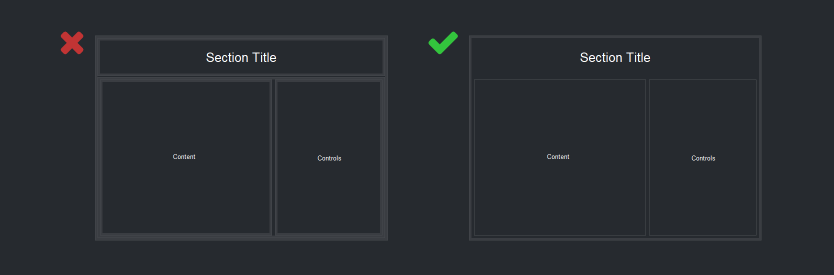 Section Title
Content
Controls
Section Title
Content
Controls